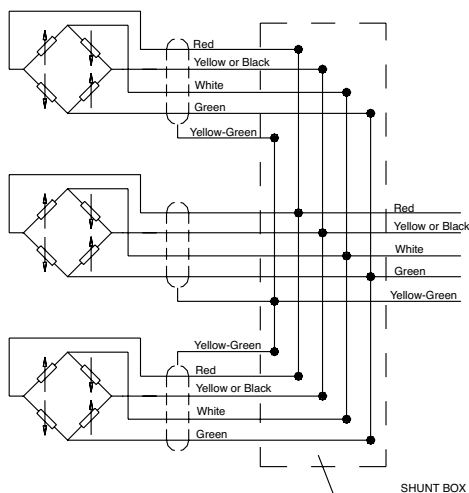 Red
Yellow or Black
White
Green
Yellow-Green
Red
Yellow or Black
White
Green
Yellow-Green
Yellow-Green
Red
Yellow or Black
White
Green
SHUNT BOX